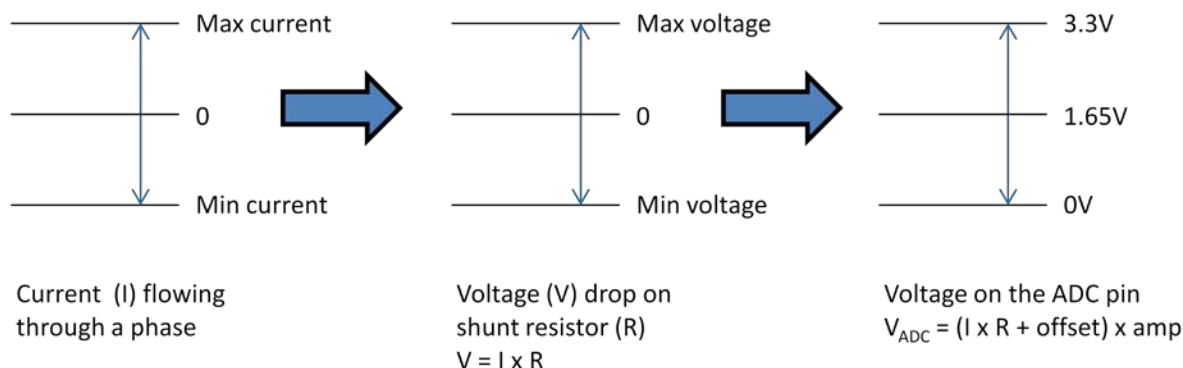 Max current
0
Min current
Current (I) flowing
through a phase
Max voltage
0
Min voltage
Voltage (V) drop on
shunt resistor (R)
V = I x R
3.3V
1.65V
0V
Voltage on the ADC pin
V_ADC = (I x R + offset) x amp